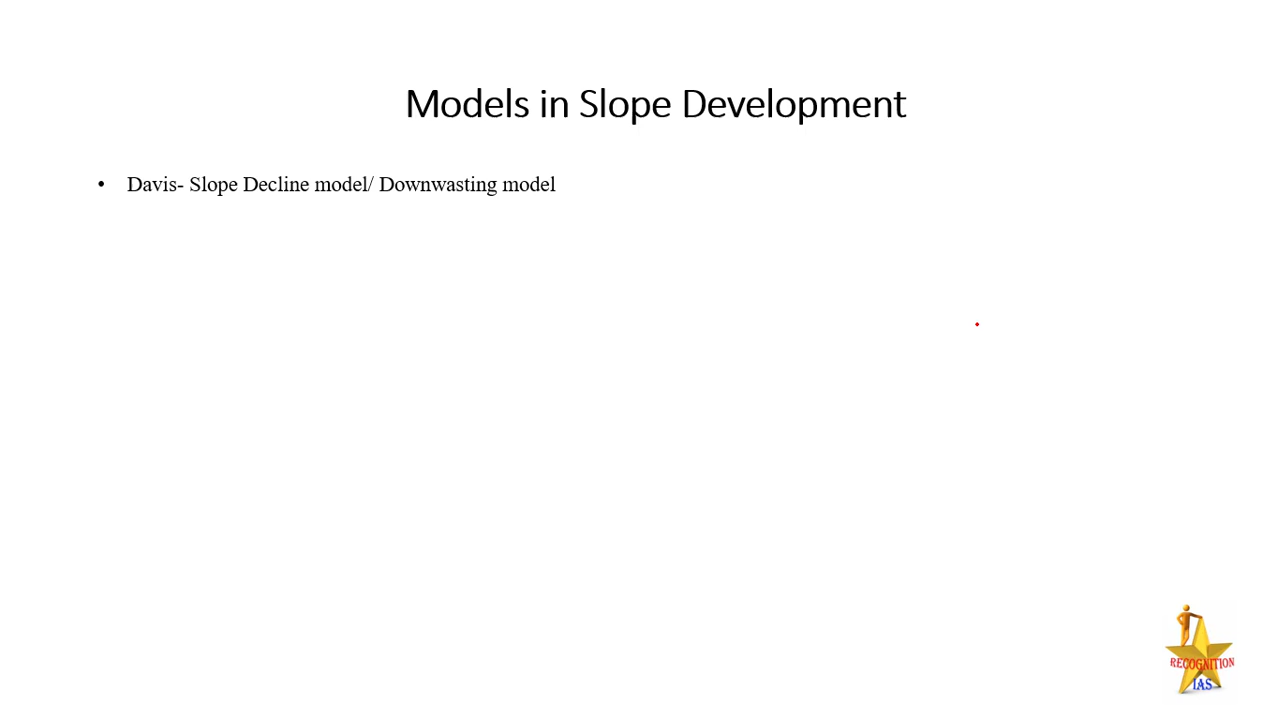 Models in Slope Development
• Davis- Slope Decline model/ Downwasting model
RECOGNITION
IAS